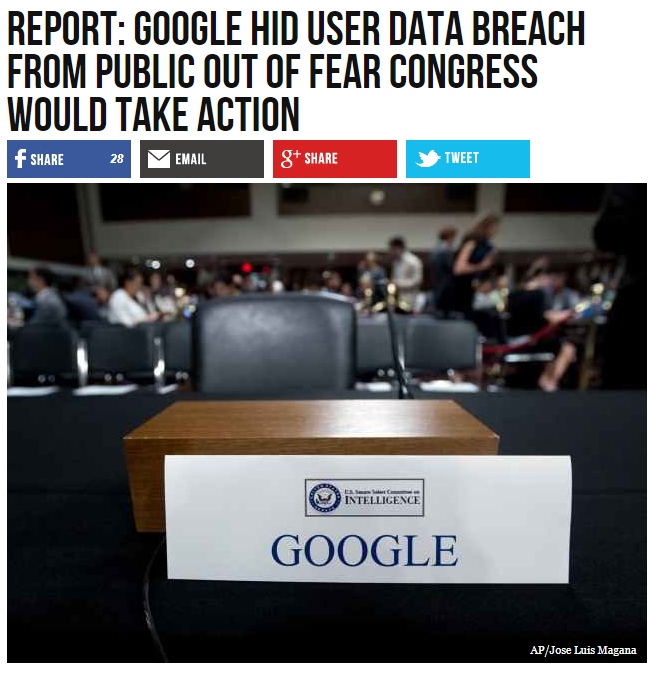 REPORT: GOOGLE HID USER DATA BREACH
FROM PUBLIC OUT OF FEAR CONGRESS
WOULD TAKE ACTION
f SHARE 28 EMAIL g+ SHARE TWEET
U.S. Senate Select Committee on
INTELLIGENCE
GOOGLE
AP/Jose Luis Magana